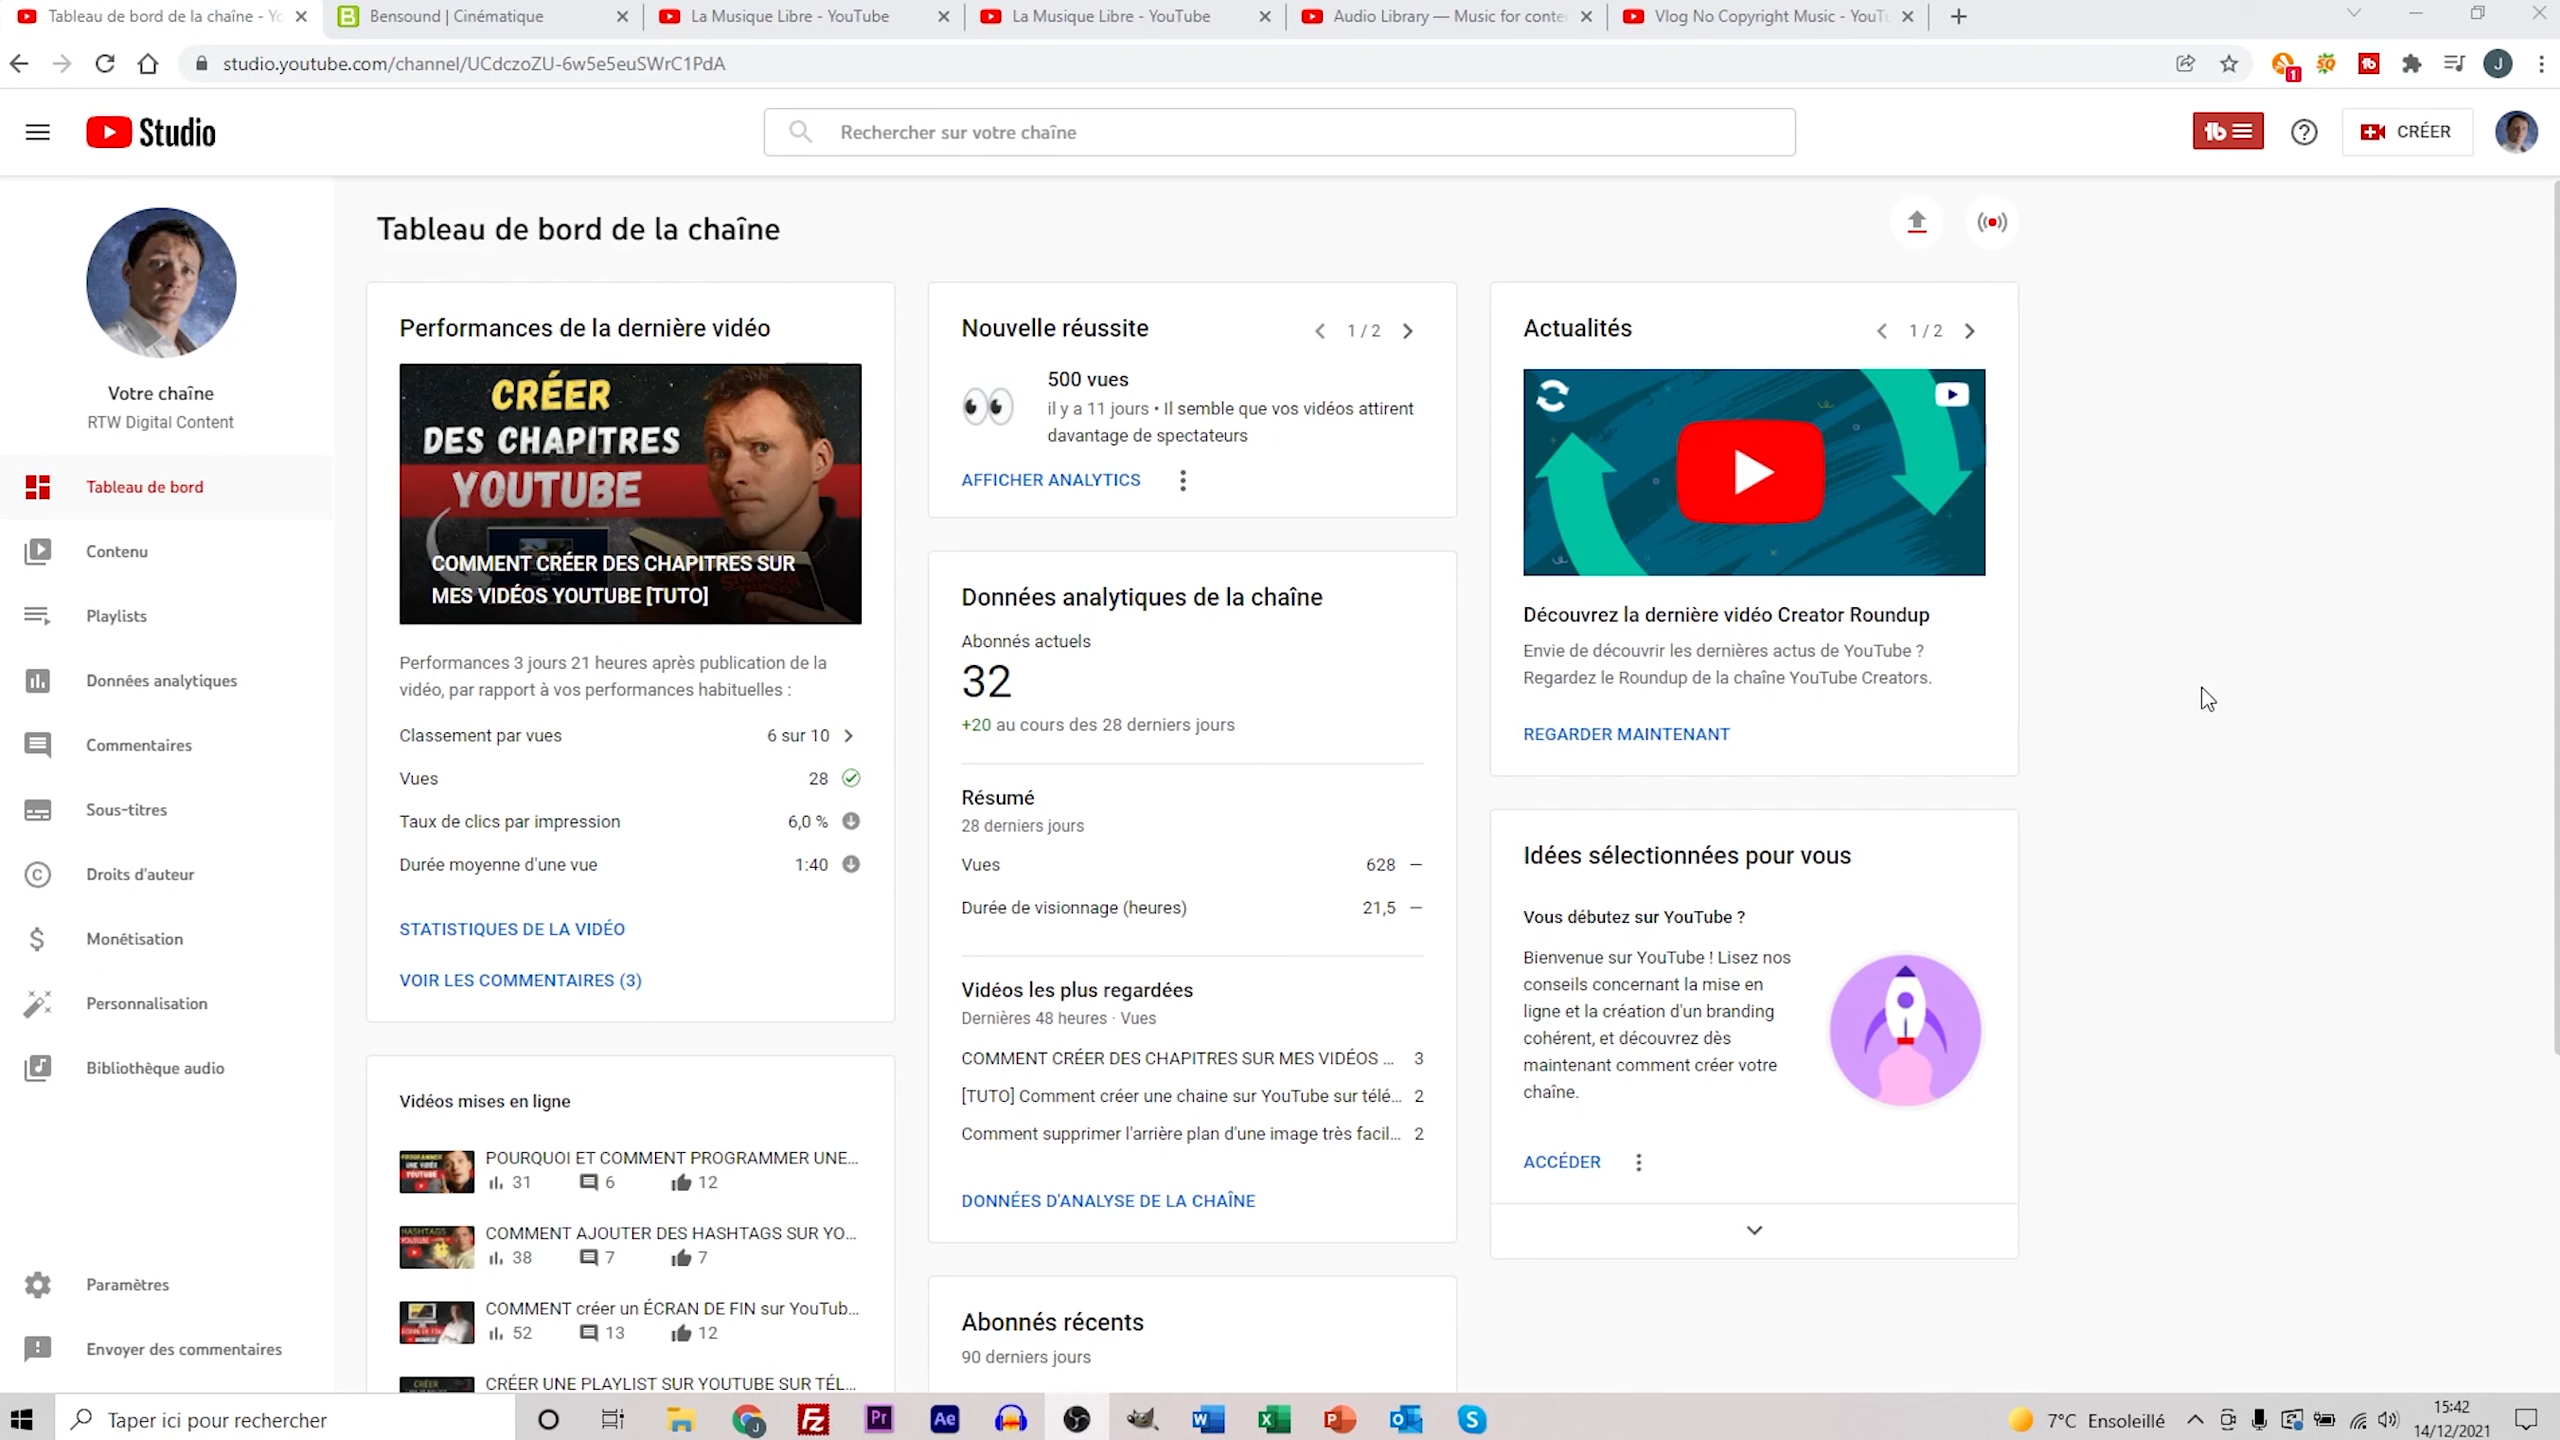 Tableau de bord de la chaîne - Yo
Bensound | Cinématique
La Musique Libre - YouTube
La Musique Libre - YouTube
Audio Library — Music for conte
Vlog No Copyright Music - YouTu
studio.youtube.com/channel/UCdczoZU-6w5e5euSWrC1PdA
1
J
Studio
Rechercher sur votre chaîne
CRÉER
Votre chaîne
RTW Digital Content
Tableau de bord
Contenu
Playlists
Données analytiques
Commentaires
Sous-titres
Droits d'auteur
Monétisation
Personnalisation
Bibliothèque audio
Paramètres
Envoyer des commentaires
Tableau de bord de la chaîne
Performances de la dernière vidéo
CRÉER
DES CHAPITRES
YOUTUBE
COMMENT CRÉER DES CHAPITRES SUR
MES VIDÉOS YOUTUBE [TUTO]
Performances 3 jours 21 heures après publication de la
vidéo, par rapport à vos performances habituelles :
Classement par vues 6 sur 10
Vues 28
Taux de clics par impression 6,0 %
Durée moyenne d'une vue 1:40
STATISTIQUES DE LA VIDÉO
VOIR LES COMMENTAIRES (3)
Vidéos mises en ligne
POURQUOI ET COMMENT PROGRAMMER UNE...
31 6 12
COMMENT AJOUTER DES HASHTAGS SUR YO...
38 7 7
COMMENT créer un ÉCRAN DE FIN sur YouTub...
52 13 12
CRÉER UNE PLAYLIST SUR YOUTUBE SUR TÉL...
Nouvelle réussite 1 / 2
500 vues
il y a 11 jours • Il semble que vos vidéos attirent
davantage de spectateurs
AFFICHER ANALYTICS
Données analytiques de la chaîne
Abonnés actuels
32
+20 au cours des 28 derniers jours
Résumé
28 derniers jours
Vues 628 —
Durée de visionnage (heures) 21,5 —
Vidéos les plus regardées
Dernières 48 heures · Vues
COMMENT CRÉER DES CHAPITRES SUR MES VIDÉOS ... 3
[TUTO] Comment créer une chaine sur YouTube sur télé... 2
Comment supprimer l'arrière plan d'une image très facil... 2
DONNÉES D'ANALYSE DE LA CHAÎNE
Abonnés récents
90 derniers jours
Actualités 1 / 2
Découvrez la dernière vidéo Creator Roundup
Envie de découvrir les dernières actus de YouTube ?
Regardez le Roundup de la chaîne YouTube Creators.
REGARDER MAINTENANT
Idées sélectionnées pour vous
Vous débutez sur YouTube ?
Bienvenue sur YouTube ! Lisez nos
conseils concernant la mise en
ligne et la création d'un branding
cohérent, et découvrez dès
maintenant comment créer votre
chaîne.
ACCÉDER
Taper ici pour rechercher
7°C Ensoleillé
15:42
14/12/2021